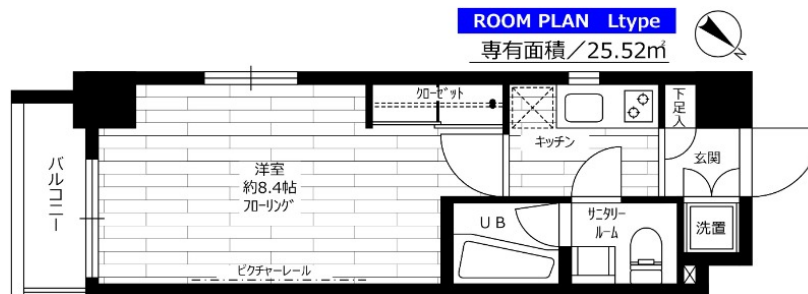 ROOM PLAN Ltype
専有面積／25.52㎡
N
クローゼット
下足入
キッチン
玄関
バルコニー
洋室
約8.4帖
フローリング
UB
サニタリー
ルーム
洗置
ピクチャーレール